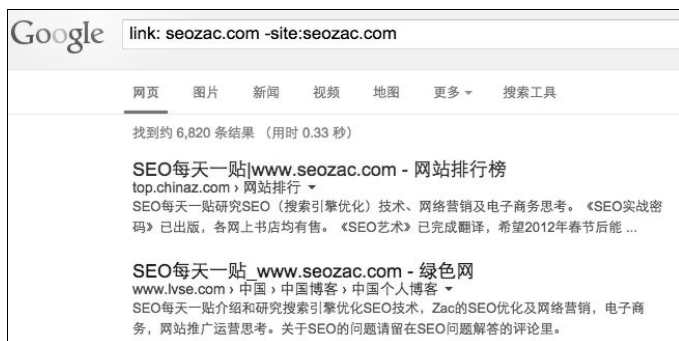 Google link: seozac.com -site:seozac.com
网页 图片 新闻 视频 地图 更多 搜索工具
找到约 6,820 条结果 （用时 0.33 秒）
SEO每天一贴|www.seozac.com - 网站排行榜
top.chinaz.com › 网站排行
SEO每天一贴研究SEO（搜索引擎优化）技术、网络营销及电子商务思考。《SEO实战密
码》已出版，各网上书店均有售。《SEO艺术》已完成翻译，希望2012年春节后能 ...
SEO每天一贴_www.seozac.com - 绿色网
www.lvse.com › 中国 › 中国博客 › 中国个人博客
SEO每天一贴介绍和研究搜索引擎优化SEO技术，Zac的SEO优化及网络营销，电子商
务，网站推广运营思考。关于SEO的问题请留在SEO问题解答的评论里。